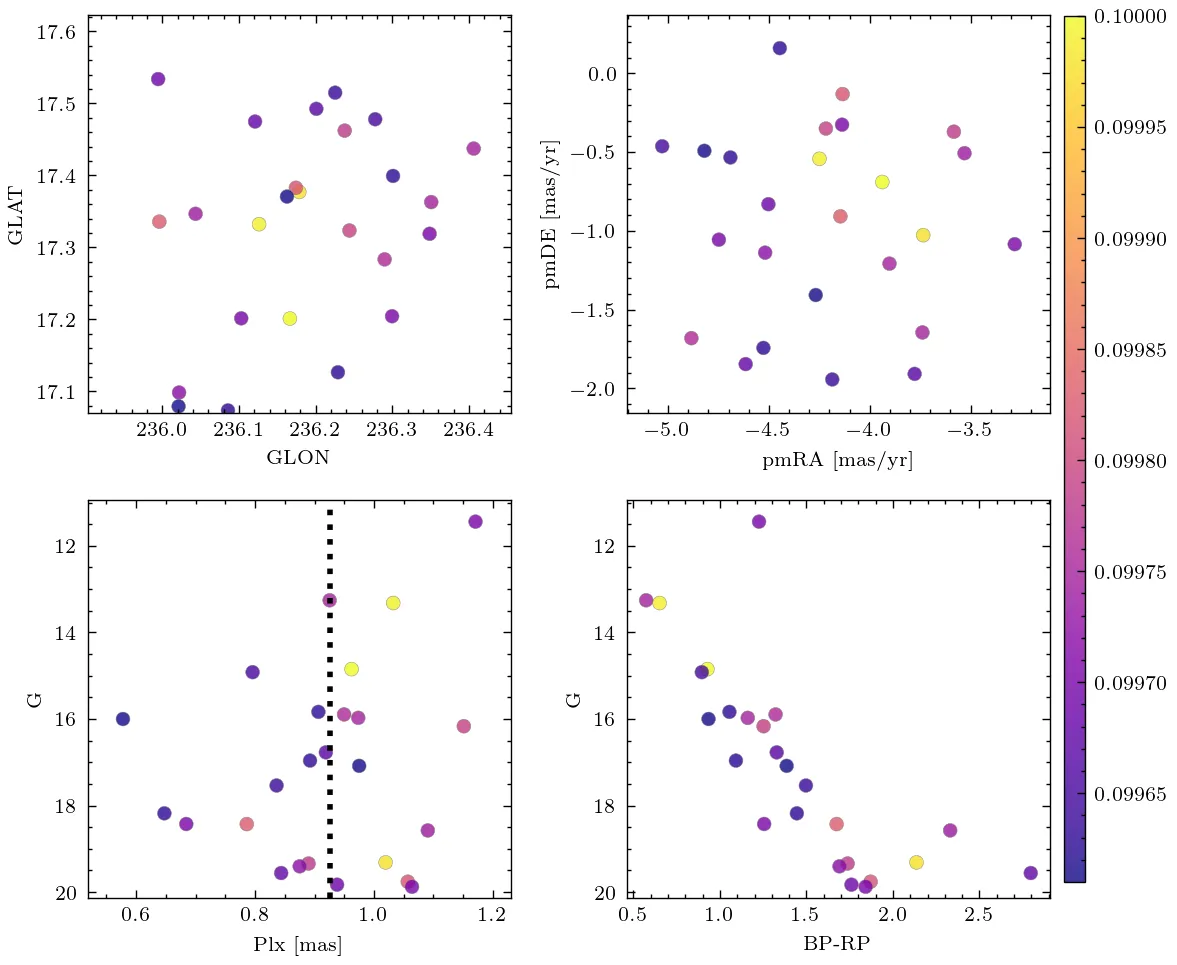 17.6
17.5
17.4
17.3
17.2
17.1
GLAT
236.0 236.1 236.2 236.3 236.4
GLON
0.0
−0.5
−1.0
−1.5
−2.0
pmDE [mas/yr]
−5.0 −4.5 −4.0 −3.5
pmRA [mas/yr]
0.10000
0.09995
0.09990
0.09985
0.09980
0.09975
0.09970
0.09965
12
14
16
18
20
G
0.6 0.8 1.0 1.2
Plx [mas]
12
14
16
18
20
G
0.5 1.0 1.5 2.0 2.5
BP-RP